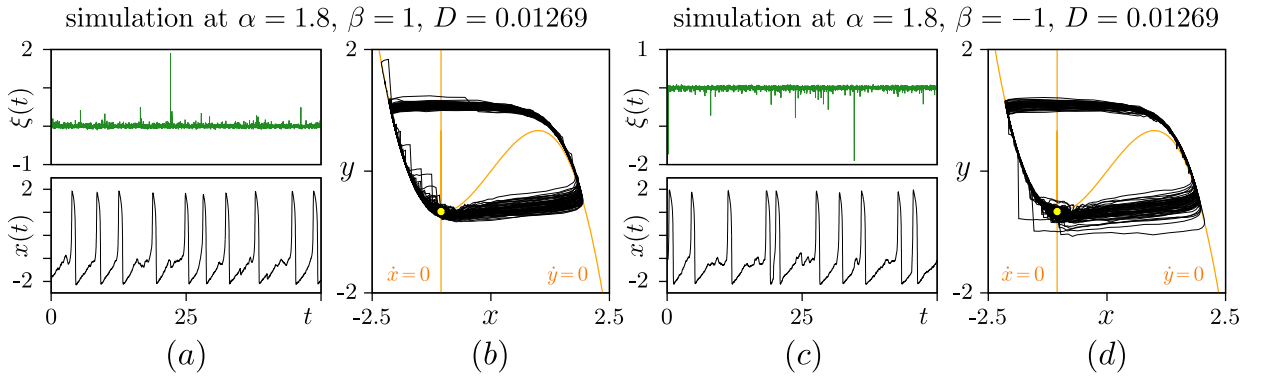 simulation at α = 1.8, β = 1, D = 0.01269
simulation at α = 1.8, β = −1, D = 0.01269
2
ξ(t)
-1
2
x(t)
-2
0
25
t
(a)
2
y
-2
ẋ=0
ẏ=0
-2.5
x
2.5
(b)
1
ξ(t)
-2
2
x(t)
-2
0
25
t
(c)
2
y
-2
ẋ=0
ẏ=0
-2.5
x
2.5
(d)